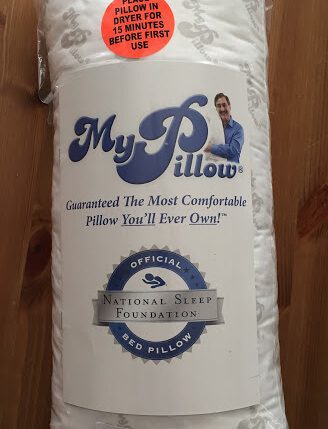 PLACE
PILLOW IN
DRYER FOR
15 MINUTES
BEFORE FIRST
USE
MyPillow®
Guaranteed The Most Comfortable
Pillow You'll Ever Own!™
OFFICIAL
NATIONAL SLEEP
FOUNDATION
BED PILLOW